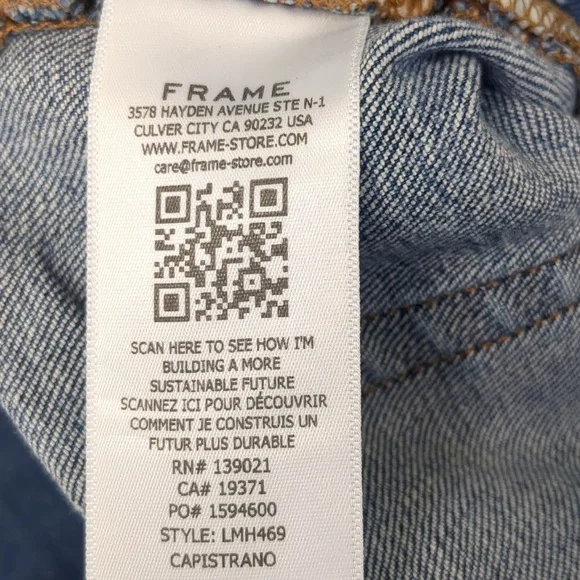 FRAME
3578 HAYDEN AVENUE STE N-1
CULVER CITY CA 90232 USA
WWW.FRAME-STORE.COM
care@frame-store.com
SCAN HERE TO SEE HOW I'M
BUILDING A MORE
SUSTAINABLE FUTURE
SCANNEZ ICI POUR DÉCOUVRIR
COMMENT JE CONSTRUIS UN
FUTUR PLUS DURABLE
RN# 139021
CA# 19371
PO# 1594600
STYLE: LMH469
CAPISTRANO